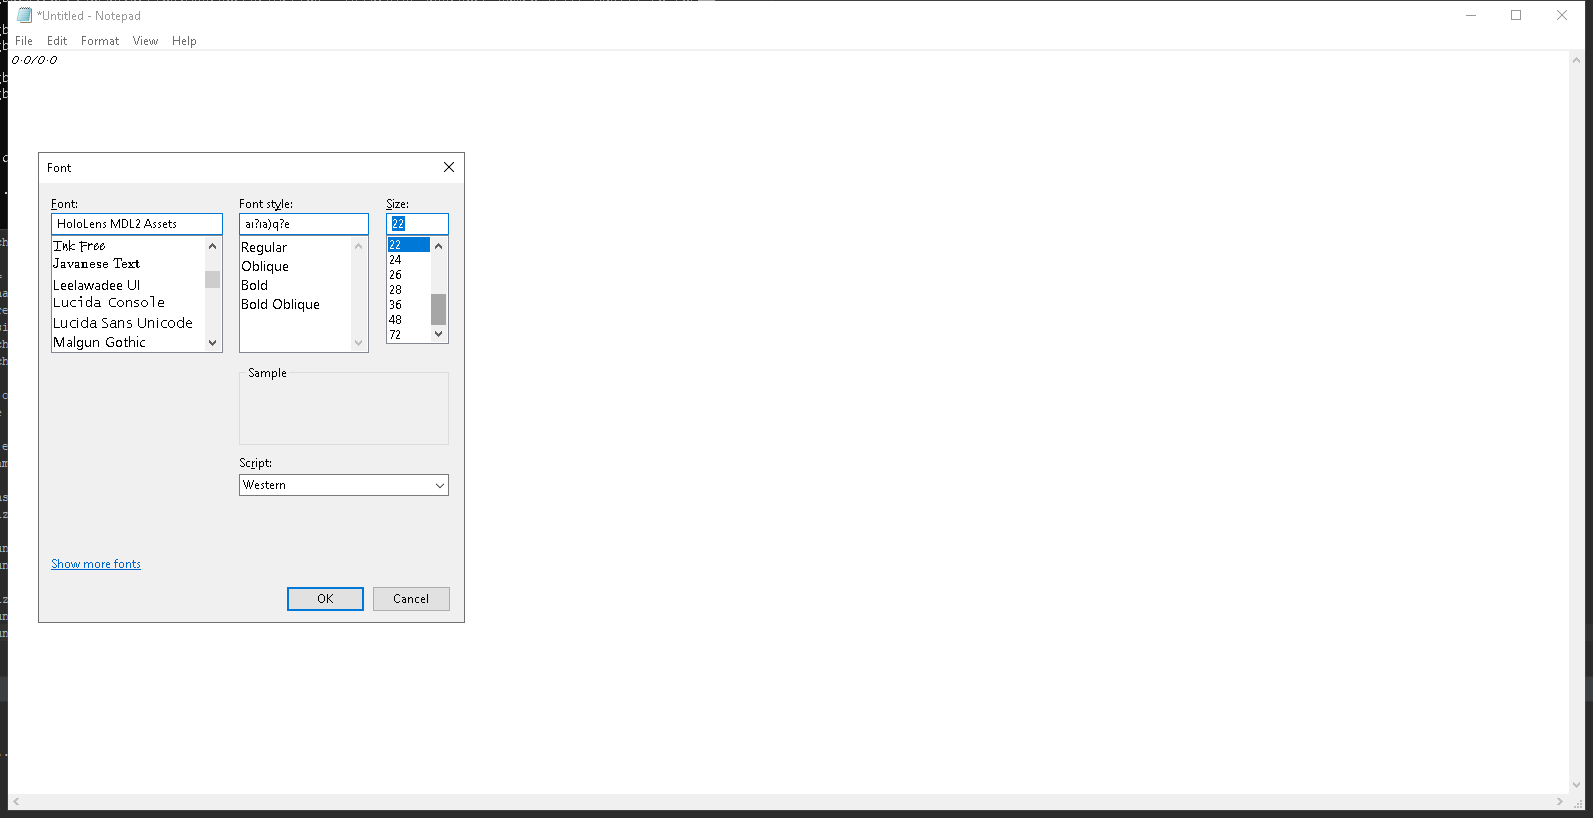 *Untitled - Notepad
File Edit Format View Help
0·0/0·0
Font
Font: Font style: Size:
HoloLens MDL2 Assets aı?ıa)q?e 22
Ink Free Regular 22
Javanese Text Oblique 24
Leelawadee UI Bold 26
Lucida Console Bold Oblique 28
Lucida Sans Unicode 36
Malgun Gothic 48
72
Sample
Script:
Western
Show more fonts
OK Cancel